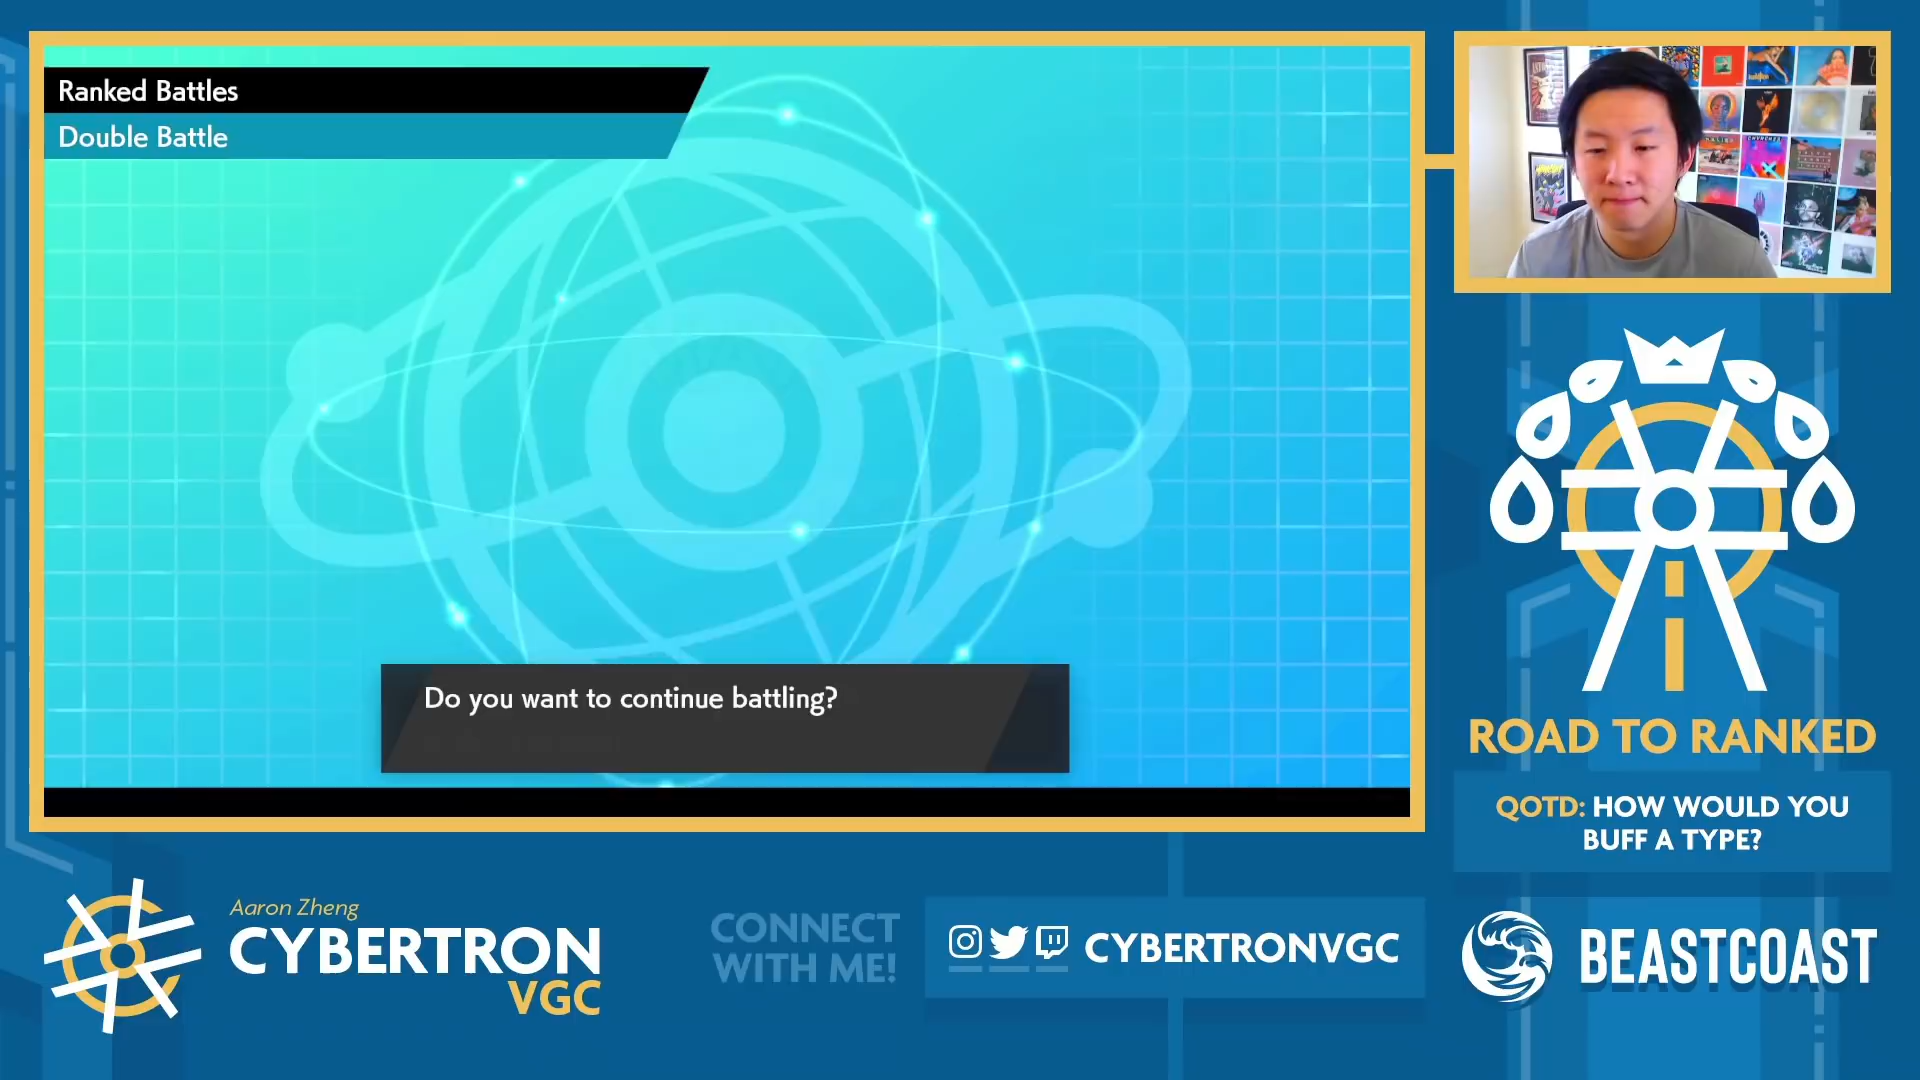 Ranked Battles
Double Battle
Do you want to continue battling?
ROAD TO RANKED
QOTD: HOW WOULD YOU
BUFF A TYPE?
Aaron Zheng
CYBERTRON
VGC
CONNECT
WITH ME!
CYBERTRONVGC
BEASTCOAST